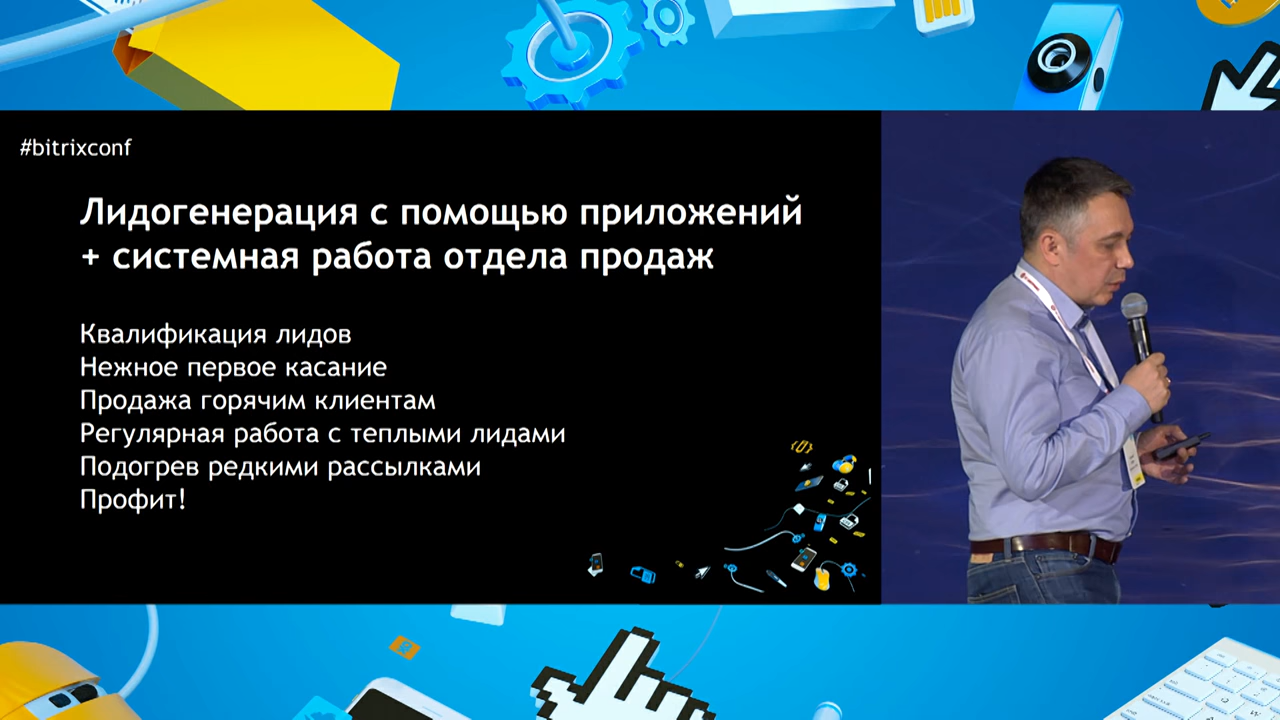 #bitrixconf
Лидогенерация с помощью приложений
+ системная работа отдела продаж
Квалификация лидов
Нежное первое касание
Продажа горячим клиентам
Регулярная работа с теплыми лидами
Подогрев редкими рассылками
Профит!